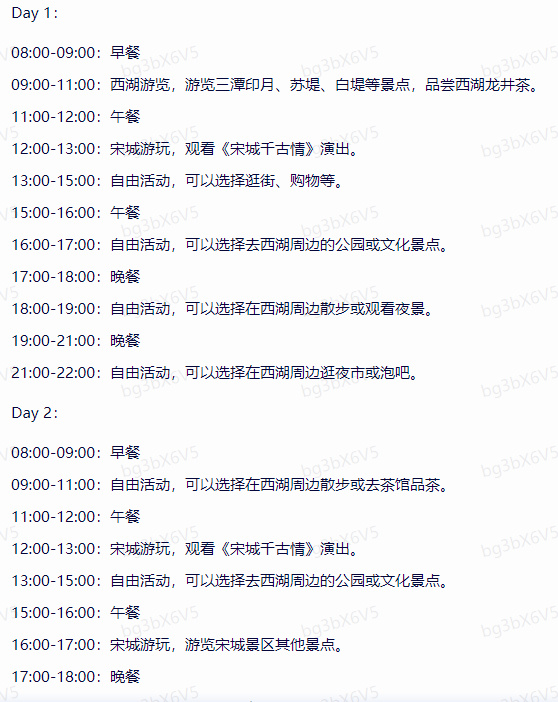 Day 1：
08:00-09:00：早餐
09:00-11:00：西湖游览，游览三潭印月、苏堤、白堤等景点，品尝西湖龙井茶。
11:00-12:00：午餐
12:00-13:00：宋城游玩，观看《宋城千古情》演出。
13:00-15:00：自由活动，可以选择逛街、购物等。
15:00-16:00：午餐
16:00-17:00：自由活动，可以选择去西湖周边的公园或文化景点。
17:00-18:00：晚餐
18:00-19:00：自由活动，可以选择在西湖周边散步或观看夜景。
19:00-21:00：晚餐
21:00-22:00：自由活动，可以选择在西湖周边逛夜市或泡吧。
Day 2：
08:00-09:00：早餐
09:00-11:00：自由活动，可以选择在西湖周边散步或去茶馆品茶。
11:00-12:00：午餐
12:00-13:00：宋城游玩，观看《宋城千古情》演出。
13:00-15:00：自由活动，可以选择去西湖周边的公园或文化景点。
15:00-16:00：午餐
16:00-17:00：宋城游玩，游览宋城景区其他景点。
17:00-18:00：晚餐
bg3bX6V5